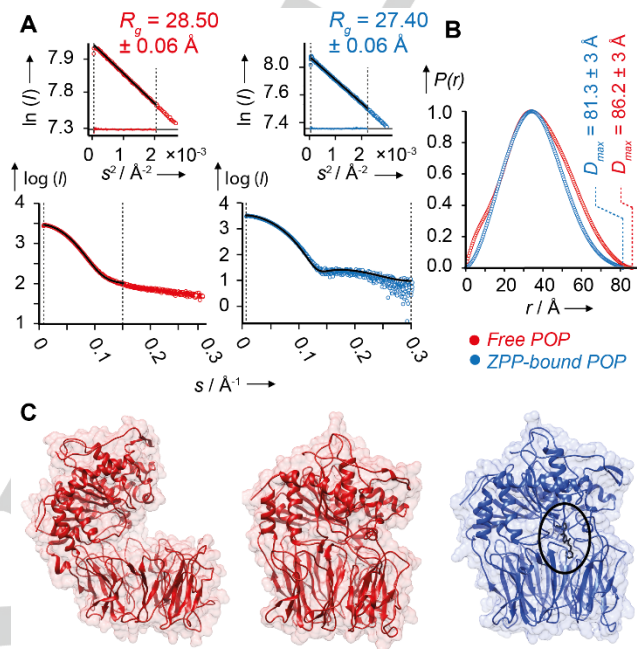 A
Rg = 28.50
± 0.06 Å
ln (I)
7.9
7.8
7.3
0 1 2 ×10⁻³
s² / Å⁻²
Rg = 27.40
± 0.06 Å
ln (I)
8.0
7.6
7.4
0 1 2 ×10⁻³
s² / Å⁻²
log (I)
4
3
2
1
0 0.1 0.2 0.3
log (I)
4
3
2
1
0
0 0.1 0.2 0.3
s / Å⁻¹
B
P(r)
Dmax = 81.3 ± 3 Å
Dmax = 86.2 ± 3 Å
1.0
0.8
0.6
0.4
0.2
0.0
0 20 40 60 80
r / Å
Free POP
ZPP-bound POP
C